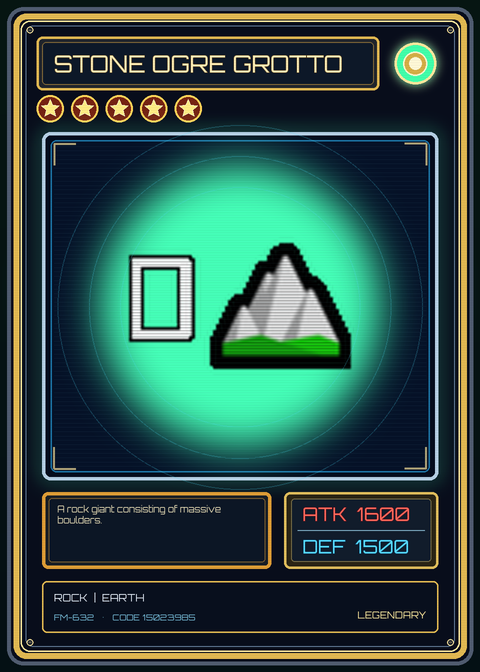 STONE OGRE GROTTO
A rock giant consisting of massive
boulders.
ATK 1600
DEF 1500
ROCK | EARTH
FM-632 · CODE 15023985
LEGENDARY